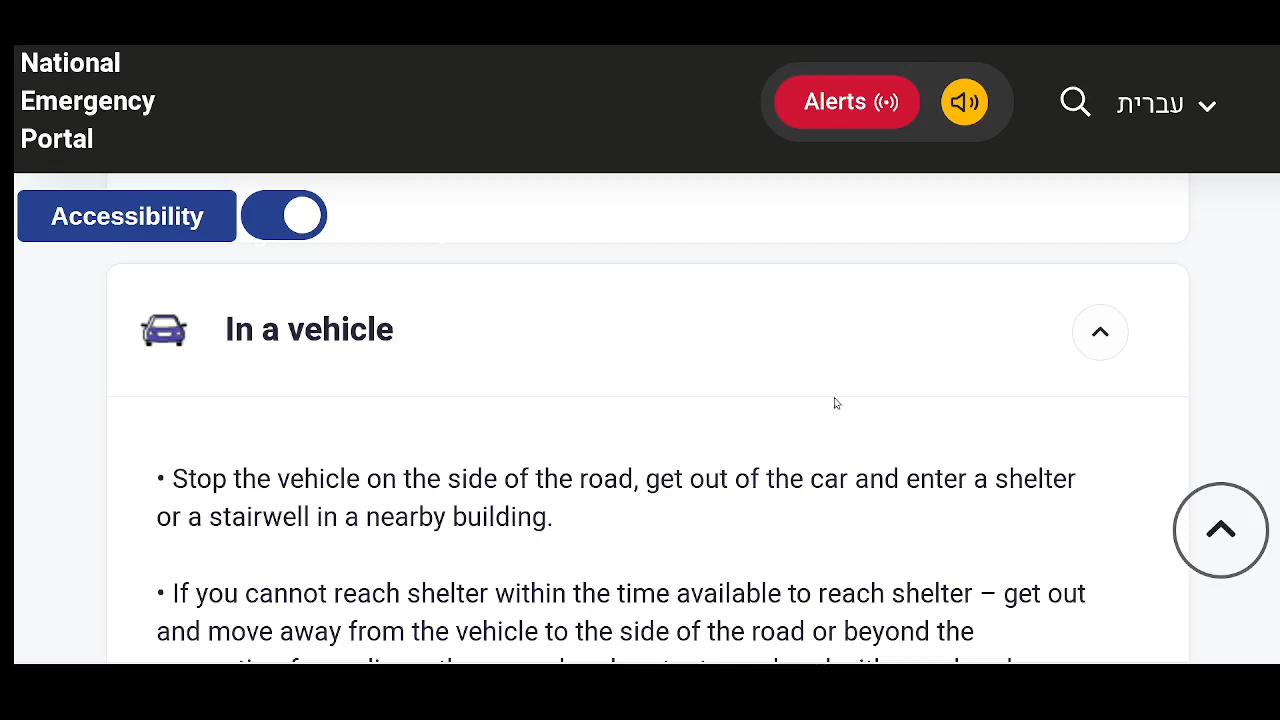 National
Emergency
Portal
Alerts
עברית
Accessibility
In a vehicle
• Stop the vehicle on the side of the road, get out of the car and enter a shelter
or a stairwell in a nearby building.
• If you cannot reach shelter within the time available to reach shelter – get out
and move away from the vehicle to the side of the road or beyond the